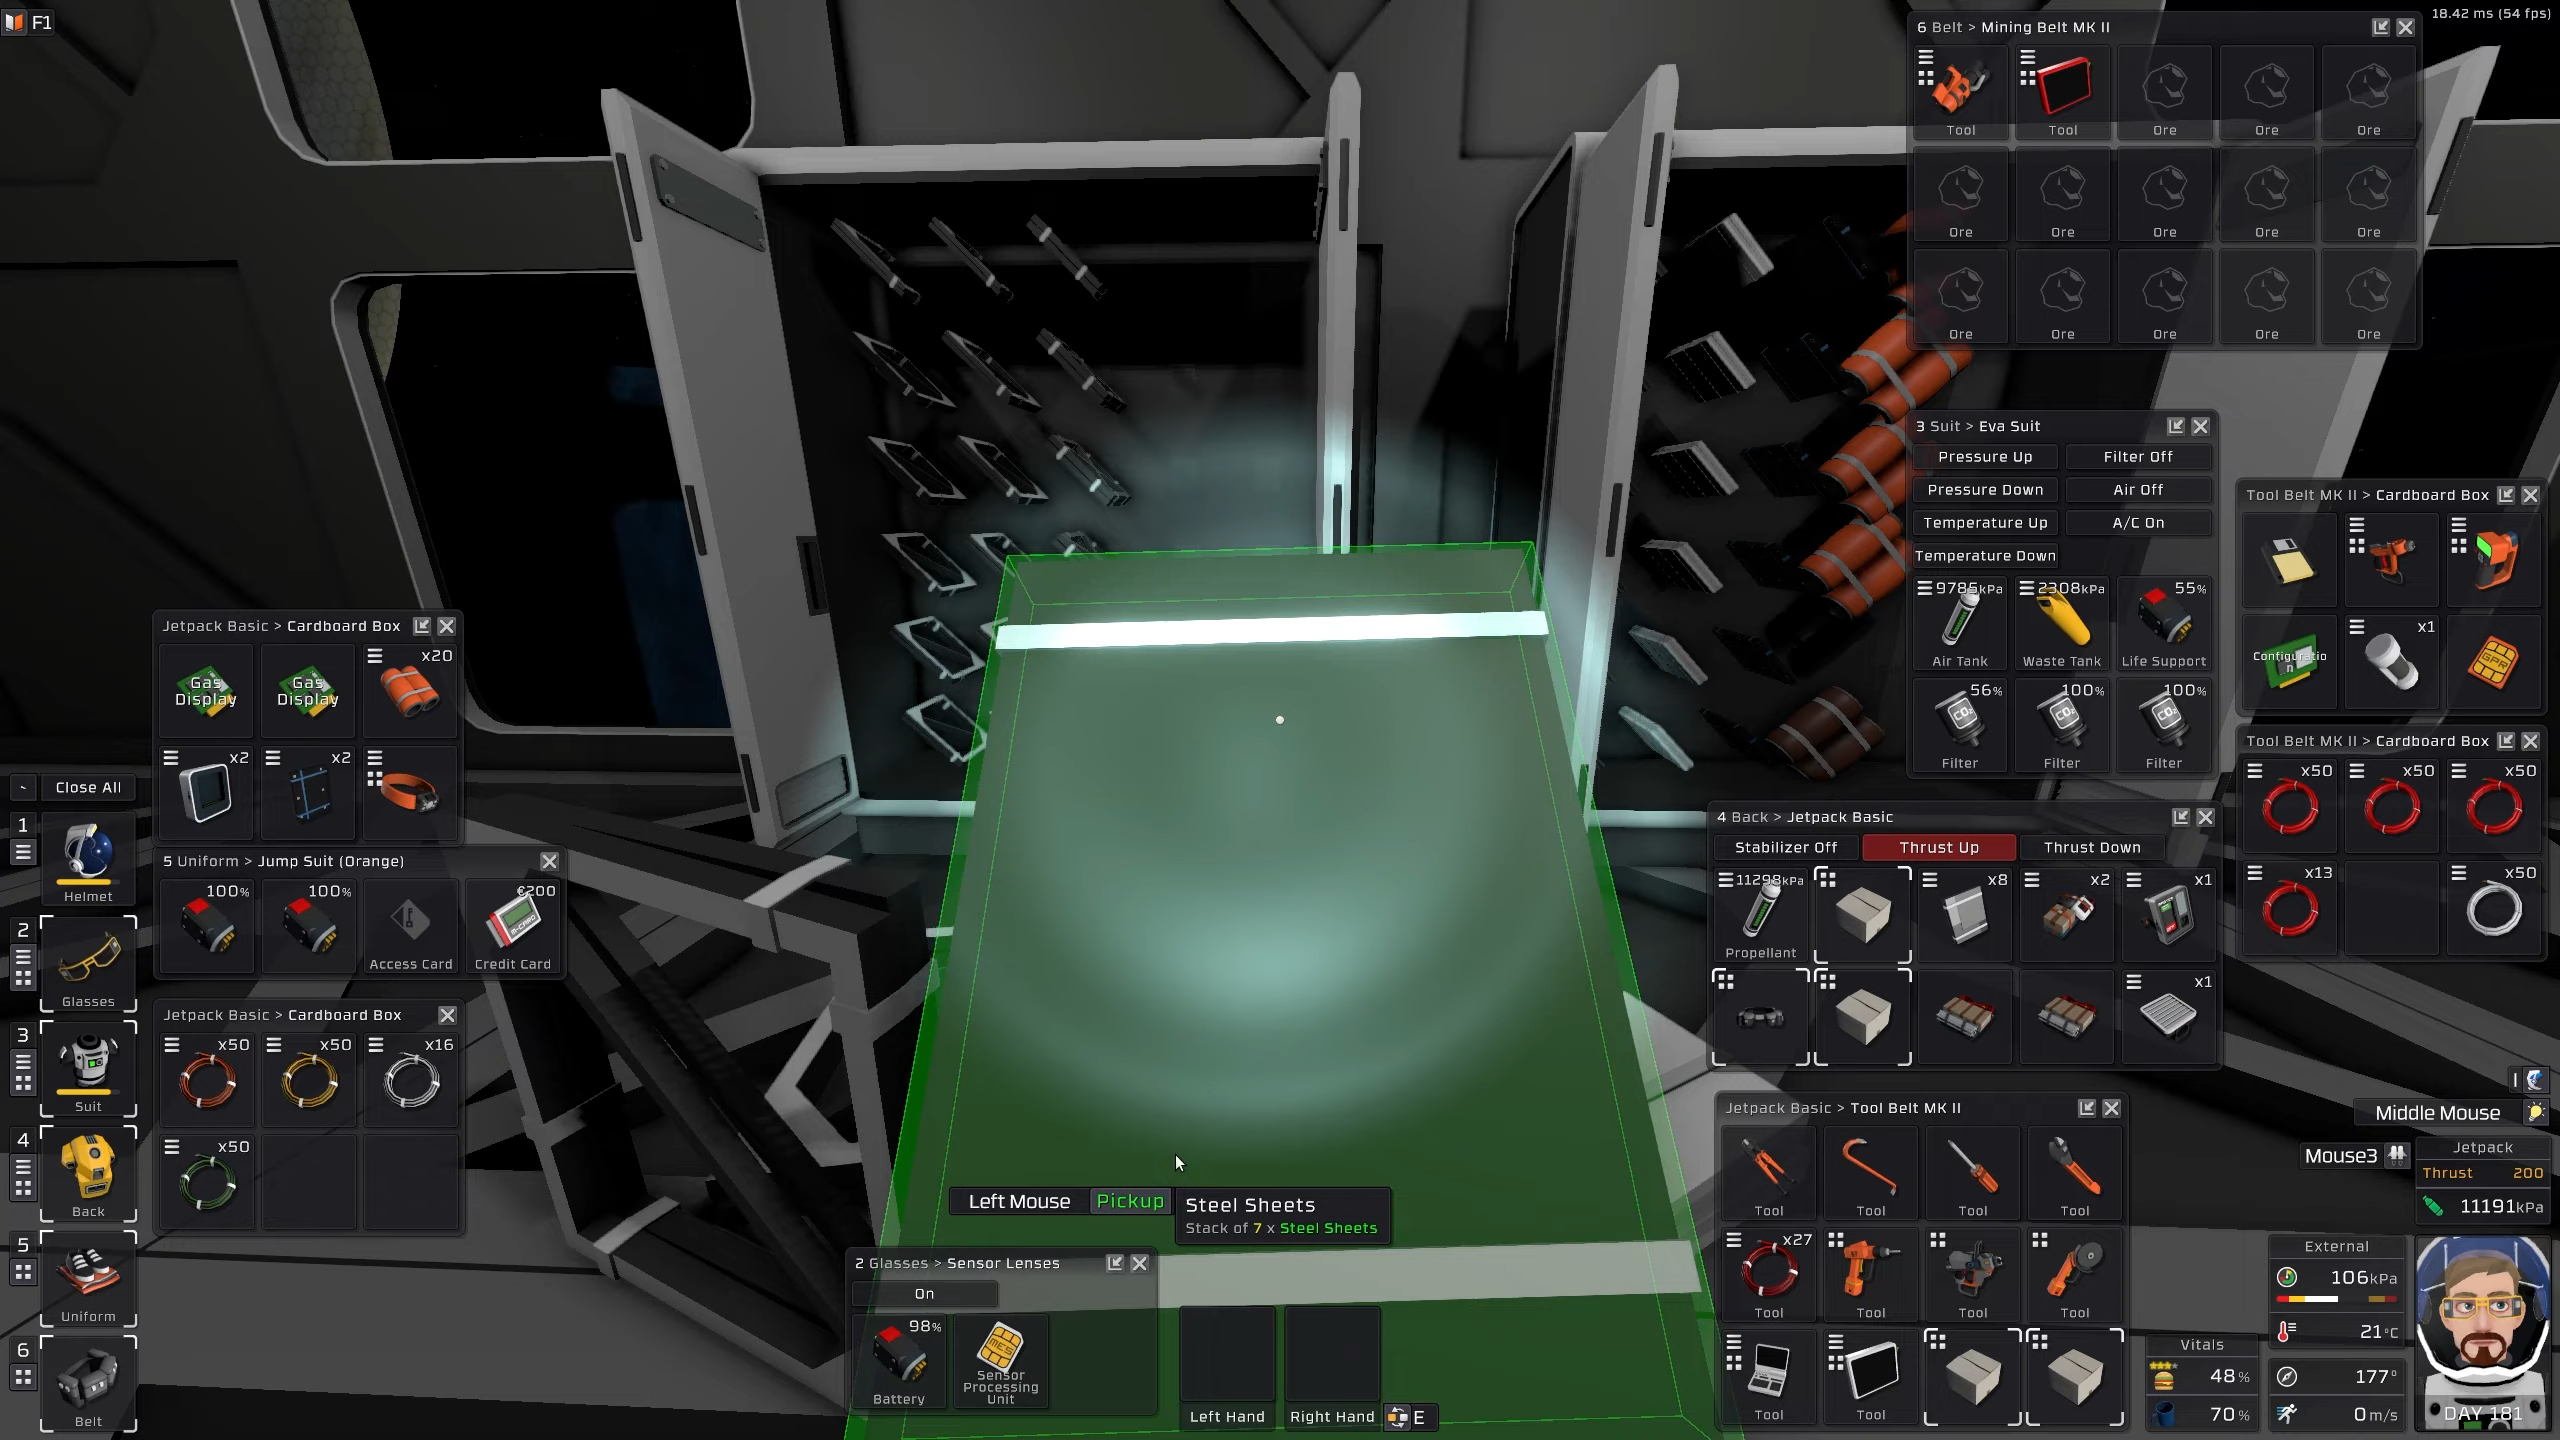 F1
18.42 ms (54 fps)
6 Belt > Mining Belt MK II
Tool Tool Ore Ore Ore
Ore Ore Ore Ore Ore
Ore Ore Ore Ore Ore
3 Suit > Eva Suit
Pressure Up Filter Off
Pressure Down Air Off
Temperature Up A/C On
Temperature Down
9785kPa 2308kPa 55%
Air Tank Waste Tank Life Support
56% 100% 100%
CO₂ CO₂ CO₂
Filter Filter Filter
Tool Belt MK II > Cardboard Box
Configuratio
n
x1
GPR
Tool Belt MK II > Cardboard Box
x50 x50 x50
x13 x50
Jetpack Basic > Cardboard Box
Gas
Display
Gas
Display
x20
x2 x2
~ Close All
1
Helmet
2
Glasses
3
Suit
4
Back
5
Uniform
6
Belt
5 Uniform > Jump Suit (Orange)
100% 100% €200
Access Card Credit Card
Jetpack Basic > Cardboard Box
x50 x50 x16
x50
4 Back > Jetpack Basic
Stabilizer Off Thrust Up Thrust Down
11298kPa x8 x2 x1
Propellant
x1
Jetpack Basic > Tool Belt MK II
Tool Tool Tool Tool
x27
Tool Tool Tool Tool
Tool Tool
Left Mouse Pickup
Steel Sheets
Stack of 7 x Steel Sheets
2 Glasses > Sensor Lenses
On
98%
Battery
MES
Sensor
Processing
Unit
Left Hand Right Hand E
I
Middle Mouse
Mouse3
Jetpack
Thrust 200
11191kPa
External
106kPa
21°C
177°
0m/s
Vitals
48%
70%
DAY 181